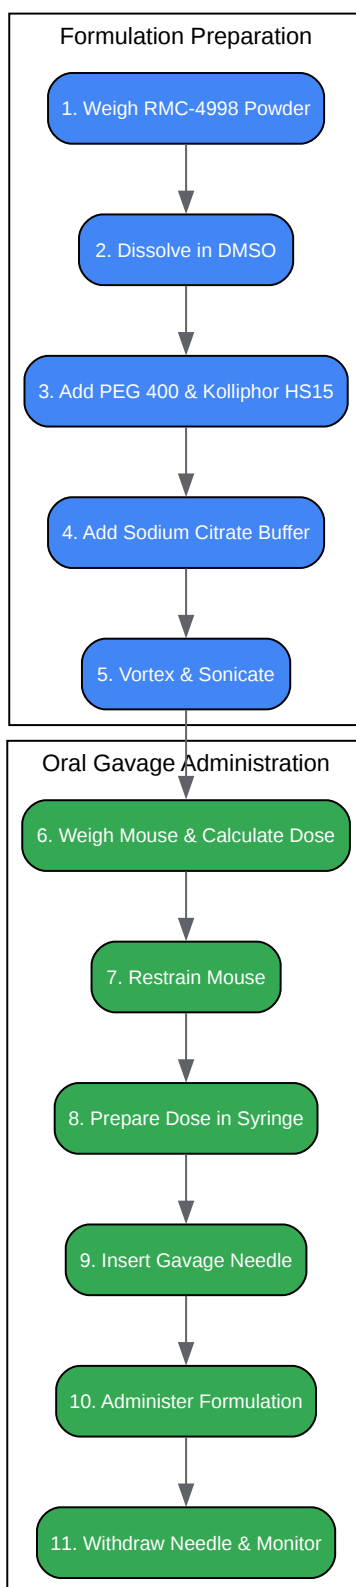 Formulation Preparation
1. Weigh RMC-4998 Powder
2. Dissolve in DMSO
3. Add PEG 400 & Kolliphor HS15
4. Add Sodium Citrate Buffer
5. Vortex & Sonicate
Oral Gavage Administration
6. Weigh Mouse & Calculate Dose
7. Restrain Mouse
8. Prepare Dose in Syringe
9. Insert Gavage Needle
10. Administer Formulation
11. Withdraw Needle & Monitor